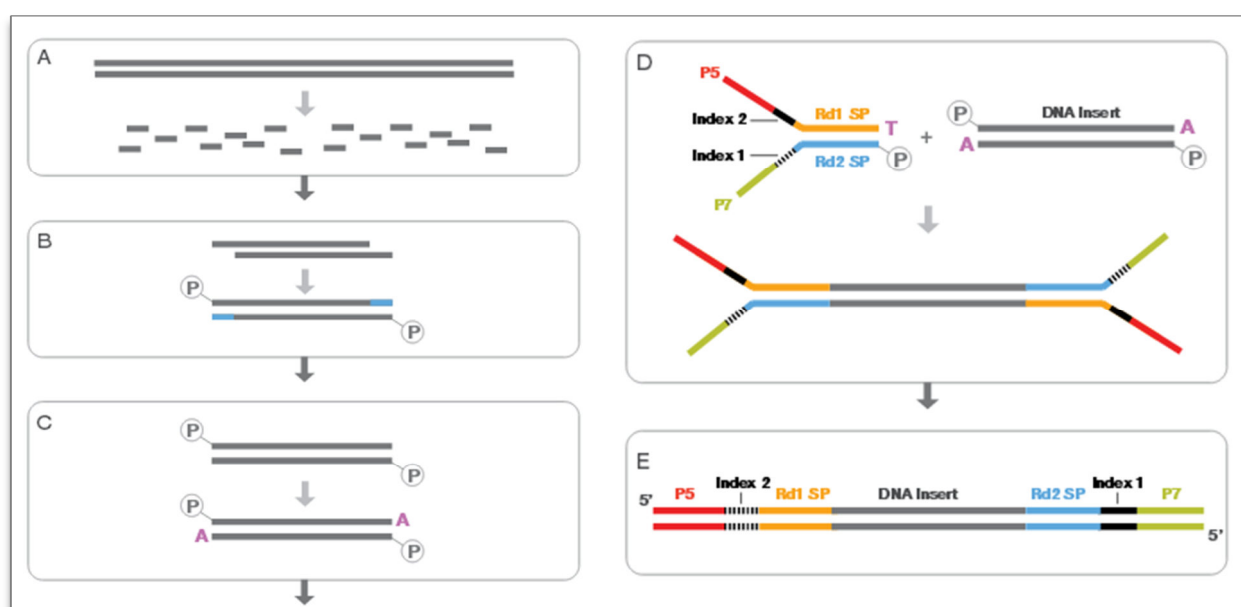 A
B
P
P
C
P
P
P
A
A
P
D
P5
Index 2
Rd1 SP
T
Index 1
Rd2 SP
P
P7
+
P
DNA Insert
A
A
P
E
5'
P5
Index 2
Rd1 SP
DNA Insert
Rd2 SP
Index 1
P7
5'